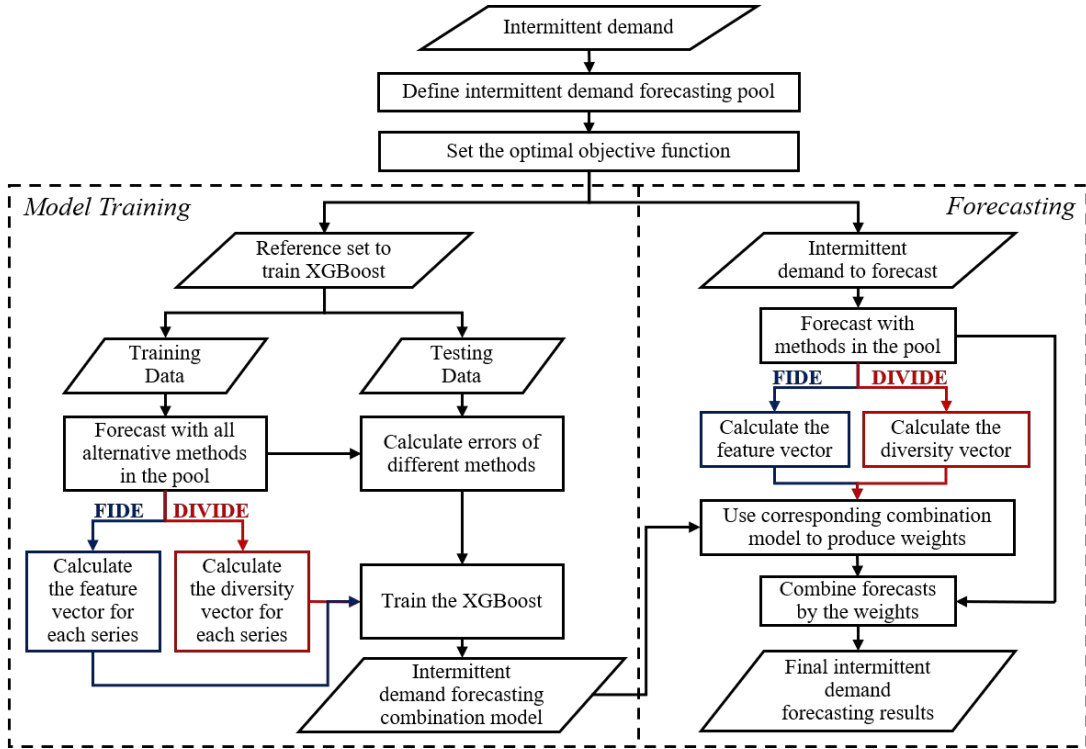 Intermittent demand
Define intermittent demand forecasting pool
Set the optimal objective function
Model Training
Reference set to
train XGBoost
Training
Data
Testing
Data
Forecast with all
alternative methods
in the pool
Calculate errors of
different methods
FIDE
DIVIDE
Calculate
the feature
vector for
each series
Calculate
the diversity
vector for
each series
Train the XGBoost
Intermittent
demand forecasting
combination model
Forecasting
Intermittent
demand to forecast
Forecast with
methods in the pool
FIDE
DIVIDE
Calculate the
feature vector
Calculate the
diversity vector
Use corresponding combination
model to produce weights
Combine forecasts
by the weights
Final intermittent
demand
forecasting results